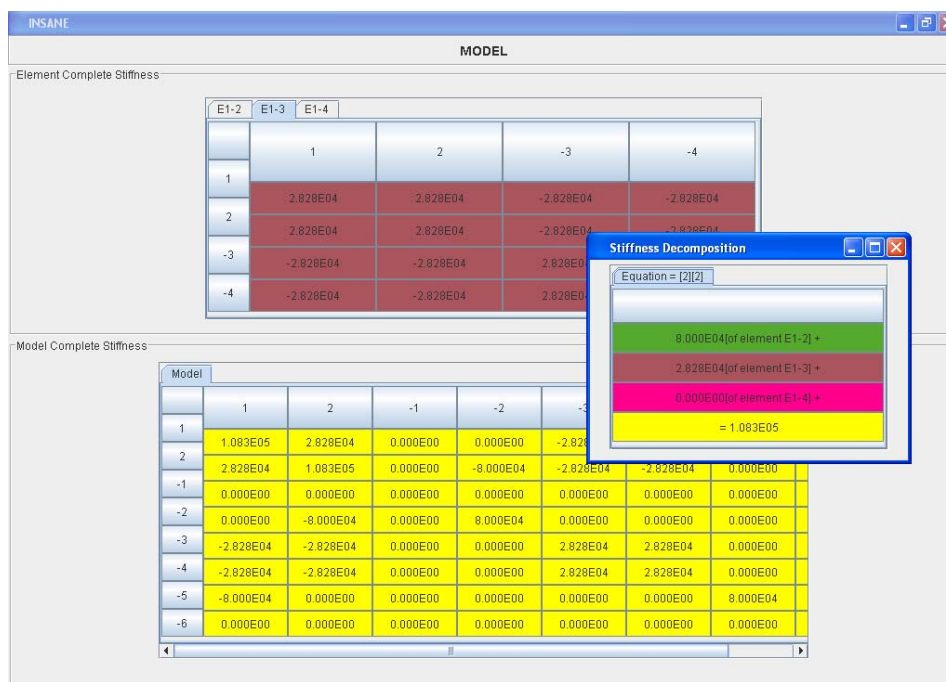 INSANE
MODEL
Element Complete Stiffness
E1-2 E1-3 E1-4
1 2 -3 -4
1
2.828E04 2.828E04 -2.828E04 -2.828E04
2
2.828E04 2.828E04 -2.828E04 -2.828E04
-3
-2.828E04 -2.828E04
-4
-2.828E04 -2.828E04
Stiffness Decomposition
Equation = [2][2]
8.000E04[of element E1-2] +
2.828E04[of element E1-3] +
0.000E00[of element E1-4] +
= 1.083E05
Model Complete Stiffness
Model
1 2 -1 -2
1
1.083E05 2.828E04 0.000E00 0.000E00
2
2.828E04 1.083E05 0.000E00 -8.000E04 -2.828E04 -2.828E04 0.000E00
-1
0.000E00 0.000E00 0.000E00 0.000E00 0.000E00 0.000E00 0.000E00
-2
0.000E00 -8.000E04 0.000E00 8.000E04 0.000E00 0.000E00 0.000E00
-3
-2.828E04 -2.828E04 0.000E00 0.000E00 2.828E04 2.828E04 0.000E00
-4
-2.828E04 -2.828E04 0.000E00 0.000E00 2.828E04 2.828E04 0.000E00
-5
-8.000E04 0.000E00 0.000E00 0.000E00 0.000E00 0.000E00 8.000E04
-6
0.000E00 0.000E00 0.000E00 0.000E00 0.000E00 0.000E00 0.000E00